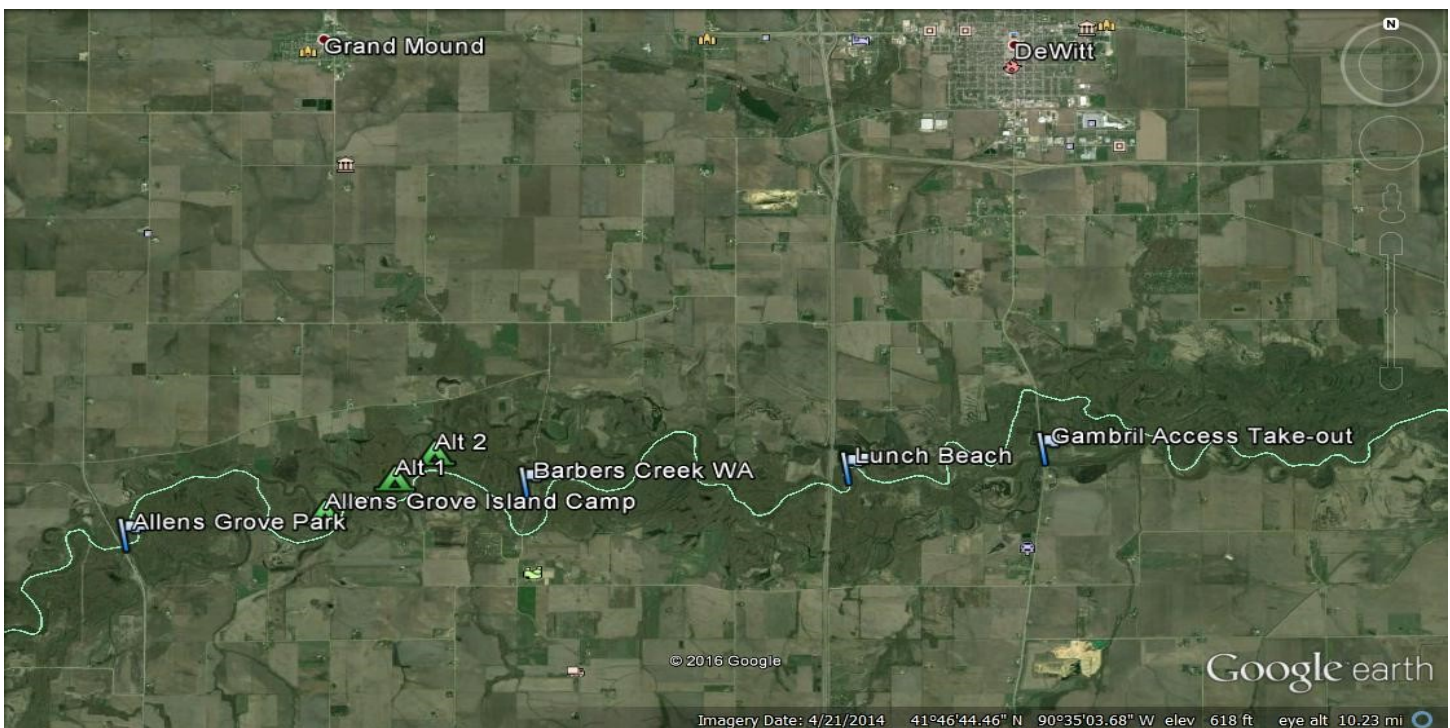 N
Grand Mound
DeWitt
Alt 2
Gambril Access Take-out
Lunch Beach
Alt 1
Barbers Creek WA
Allens Grove Island Camp
Allens Grove Park
© 2016 Google
Google earth
Imagery Date: 4/21/2014 41°46'44.46" N 90°35'03.68" W elev 618 ft eye alt 10.23 mi